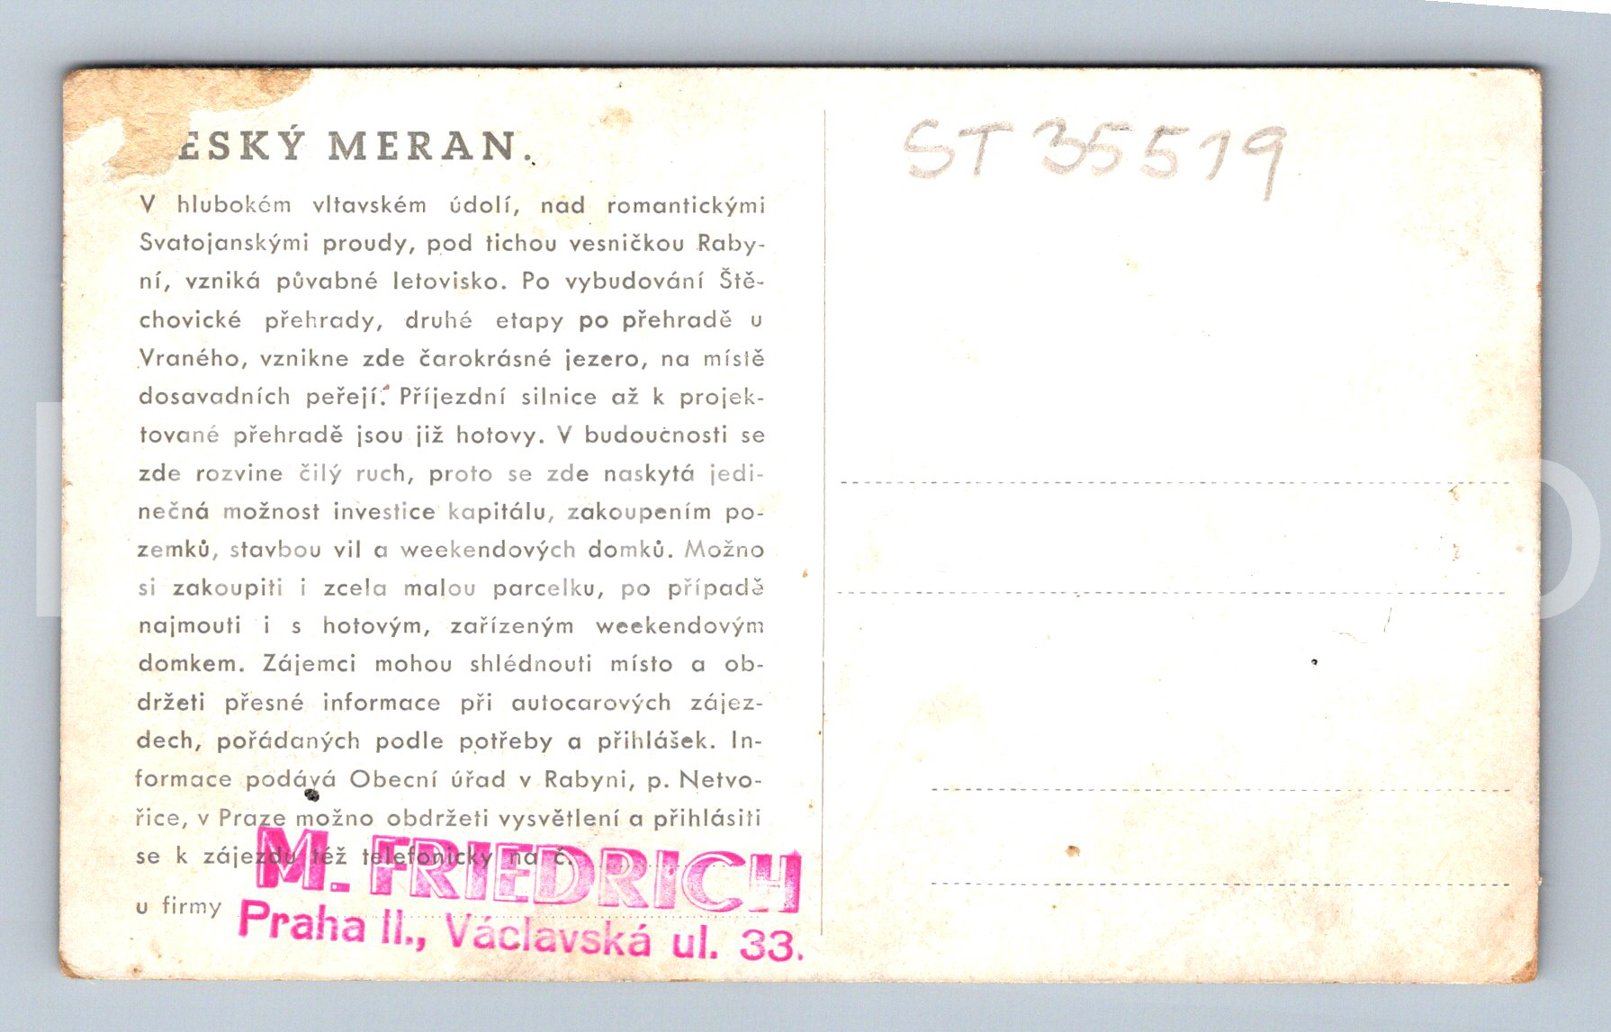 ESKÝ MERAN.
V hlubokém vltavském údolí, nad romantickými
Svatojanskými proudy, pod tichou vesničkou Raby-
ní, vzniká půvabné letovisko. Po vybudování Ště-
chovické přehrady, druhé etapy po přehradě u
Vraného, vznikne zde čarokrásné jezero, na místě
dosavadních peřejí. Příjezdní silnice až k projek-
tované přehradě jsou již hotovy. V budoucnosti se
zde rozvine čilý ruch, proto se zde naskytá jedi-
nečná možnost investice kapitálu, zakoupením po-
zemků, stavbou vil a weekendových domků. Možno
si zakoupiti i zcela malou parcelku, po případě
najmouti i s hotovým, zařízeným weekendovým
domkem. Zájemci mohou shlédnouti místo a ob-
držeti přesné informace při autocarových zájez-
dech, pořádaných podle potřeby a přihlášek. In-
formace podává Obecní úřad v Rabyni, p. Netvo-
řice, v Praze možno obdržeti vysvětlení a přihlásiti
se k zájezdu též telefonicky na č.
u firmy
M. FRIEDRICH
Praha II., Václavská ul. 33.
ST 35519